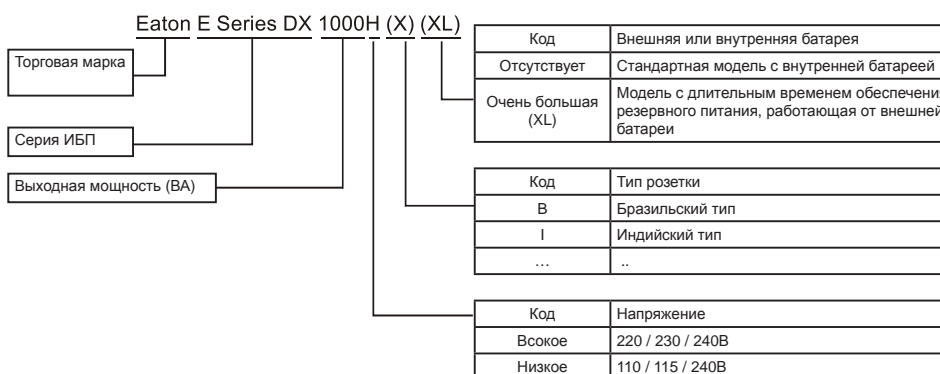 Eaton E Series DX 1000H (X) (XL)
Торговая марка
Серия ИБП
Выходная мощность (ВА)
Код Внешняя или внутренняя батарея
Отсутствует Стандартная модель с внутренней батареей
Очень большая (XL) Модель с длительным временем обеспечения
резервного питания, работающая от внешней
батареи
Код Тип розетки
B Бразильский тип
I Индийский тип
... ..
Код Напряжение
Всокое 220 / 230 / 240В
Низкое 110 / 115 / 240В